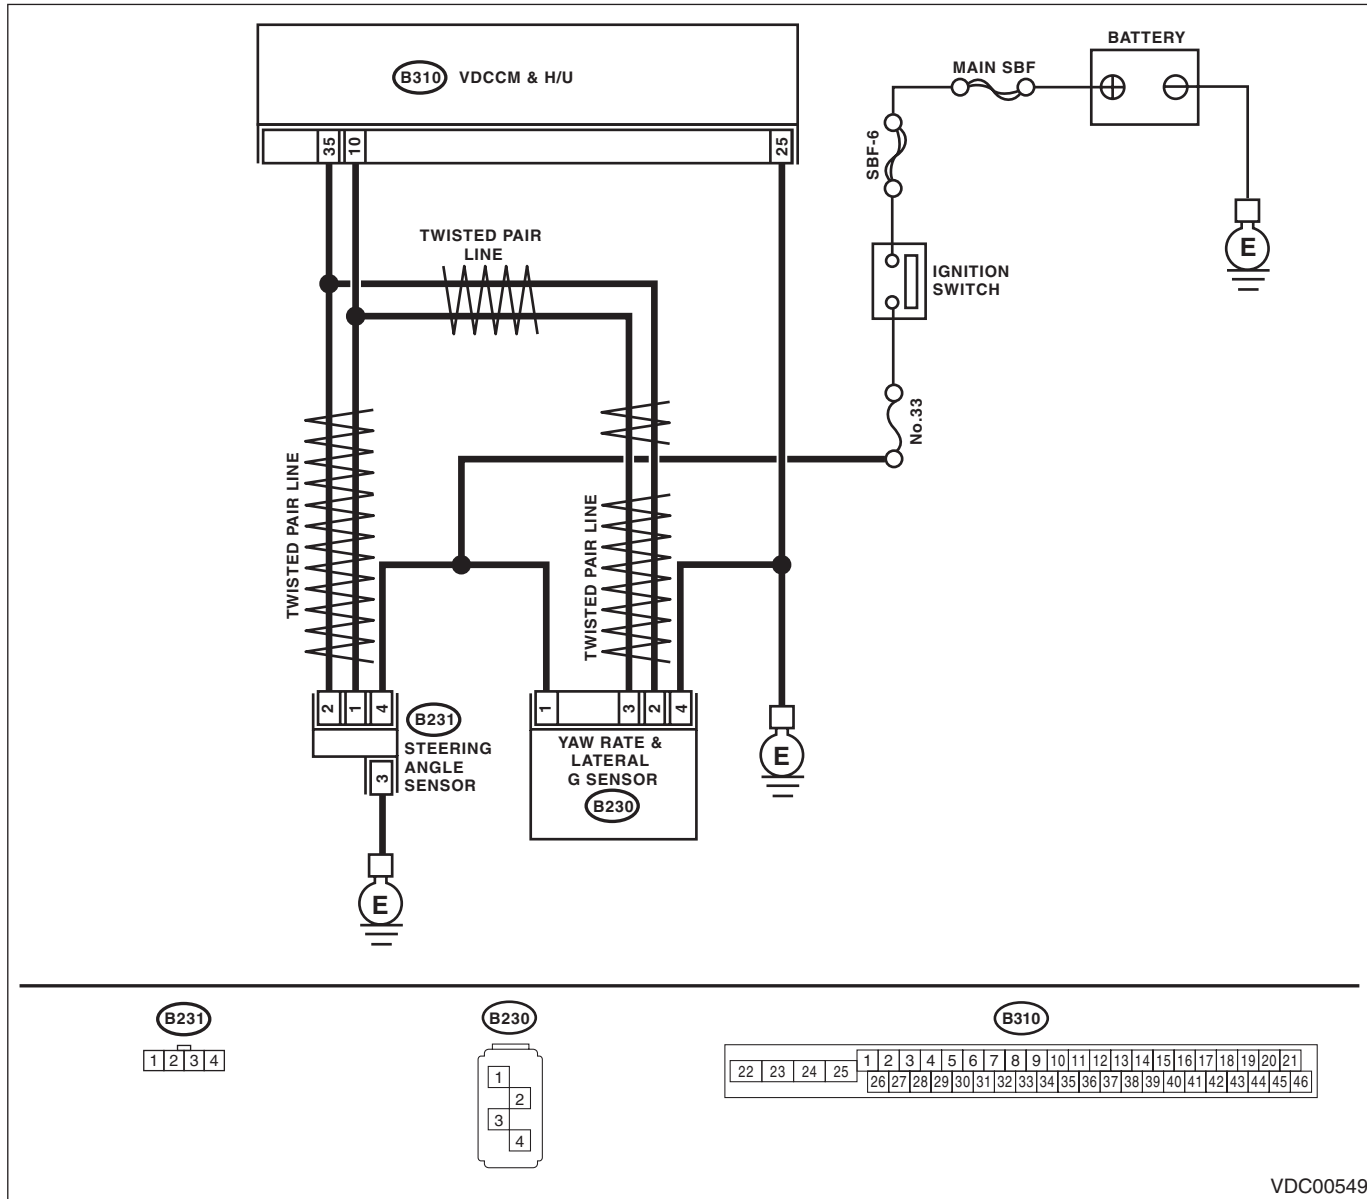 BATTERY
MAIN SBF
B310 VDCCM & H/U
35 10 25
SBF-6
TWISTED PAIR
LINE
E
IGNITION
SWITCH
No.33
TWISTED PAIR LINE
TWISTED PAIR LINE
2 1 4
B231
STEERING
ANGLE
SENSOR
3
1 3 2 4
YAW RATE &
LATERAL
G SENSOR
B230
E
E
B231
1 2 3 4
B230
1
2
3
4
B310
1 2 3 4 5 6 7 8 9 10 11 12 13 14 15 16 17 18 19 20 21
22 23 24 25
26 27 28 29 30 31 32 33 34 35 36 37 38 39 40 41 42 43 44 45 46
VDC00549